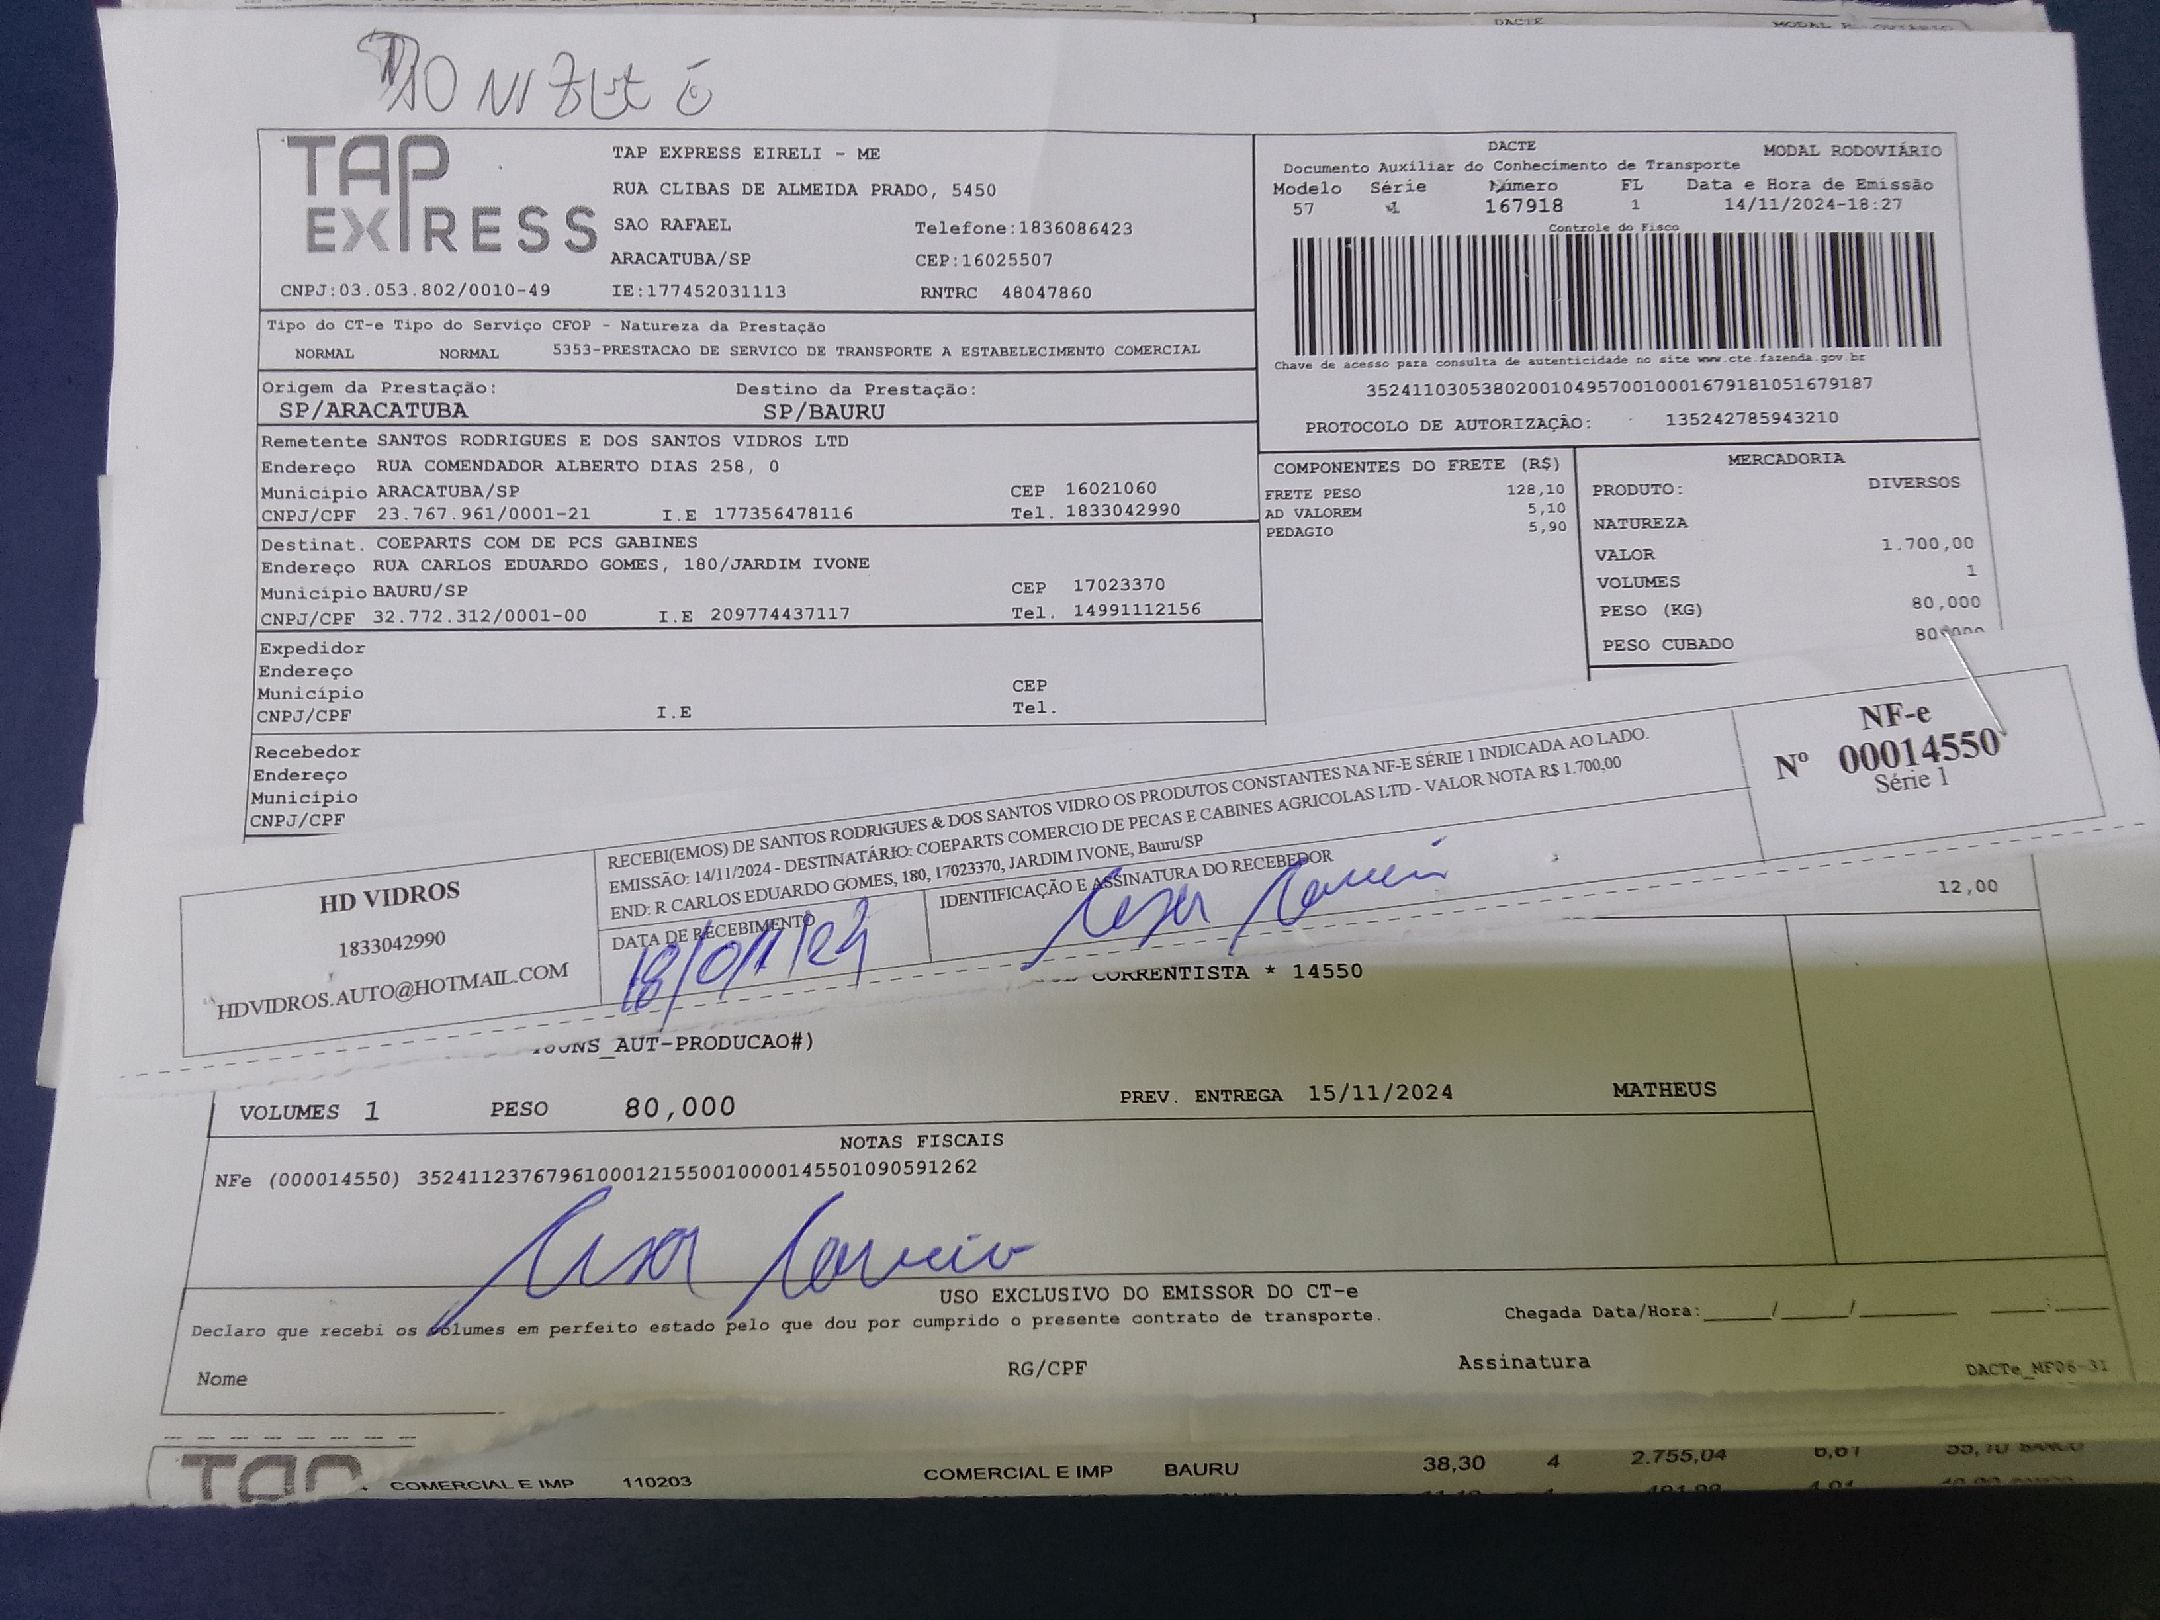 DACTE
TAP EXPRESS
TAP EXPRESS EIRELI - ME
RUA CLIBAS DE ALMEIDA PRADO, 5450
SAO RAFAEL Telefone:1836086423
ARACATUBA/SP CEP:16025507
CNPJ:03.053.802/0010-49 IE:177452031113 RNTRC 48047860
DACTE MODAL RODOVIÁRIO
Documento Auxiliar do Conhecimento de Transporte
Modelo Série Número FL Data e Hora de Emissão
57 1 167918 1 14/11/2024-18:27
Controle do Fisco
Chave de acesso para consulta de autenticidade no site www.cte.fazenda.gov.br
35241103053802001049570010001679181051679187
PROTOCOLO DE AUTORIZAÇÃO: 135242785943210
Tipo do CT-e Tipo do Serviço CFOP - Natureza da Prestação
NORMAL NORMAL 5353-PRESTACAO DE SERVICO DE TRANSPORTE A ESTABELECIMENTO COMERCIAL
Origem da Prestação: Destino da Prestação:
SP/ARACATUBA SP/BAURU
Remetente SANTOS RODRIGUES E DOS SANTOS VIDROS LTD
Endereço RUA COMENDADOR ALBERTO DIAS 258, 0
Município ARACATUBA/SP CEP 16021060
CNPJ/CPF 23.767.961/0001-21 I.E 177356478116 Tel. 1833042990
Destinat. COEPARTS COM DE PCS GABINES
Endereço RUA CARLOS EDUARDO GOMES, 180/JARDIM IVONE
Município BAURU/SP CEP 17023370
CNPJ/CPF 32.772.312/0001-00 I.E 209774437117 Tel. 14991112156
Expedidor
Endereço
Município CEP
CNPJ/CPF I.E Tel.
Recebedor
Endereço
Município
CNPJ/CPF
COMPONENTES DO FRETE (R$)
FRETE PESO 128,10
AD VALOREM 5,10
PEDAGIO 5,90
MERCADORIA
PRODUTO: DIVERSOS
NATUREZA
VALOR 1.700,00
VOLUMES 1
PESO (KG) 80,000
PESO CUBADO 80,000
HD VIDROS
1833042990
HDVIDROS.AUTO@HOTMAIL.COM
RECEBI(EMOS) DE SANTOS RODRIGUES & DOS SANTOS VIDRO OS PRODUTOS CONSTANTES NA NF-E SÉRIE 1 INDICADA AO LADO.
EMISSÃO: 14/11/2024 - DESTINATÁRIO: COEPARTS COMERCIO DE PECAS E CABINES AGRICOLAS LTD - VALOR NOTA R$ 1.700,00
END: R CARLOS EDUARDO GOMES, 180, 17023370, JARDIM IVONE, Bauru/SP
DATA DE RECEBIMENTO IDENTIFICAÇÃO E ASSINATURA DO RECEBEDOR
NF-e
Nº 00014550
Série 1
12,00
CORRENTISTA * 14550
AUT-PRODUCAO#)
VOLUMES 1 PESO 80,000 PREV. ENTREGA 15/11/2024 MATHEUS
NOTAS FISCAIS
NFe (000014550) 35241123767961000121550010000145501090591262
USO EXCLUSIVO DO EMISSOR DO CT-e
Declaro que recebi os volumes em perfeito estado pelo que dou por cumprido o presente contrato de transporte. Chegada Data/Hora:
Nome RG/CPF Assinatura
COMERCIAL E IMP 110203 COMERCIAL E IMP BAURU 38,30 4 2.755,04